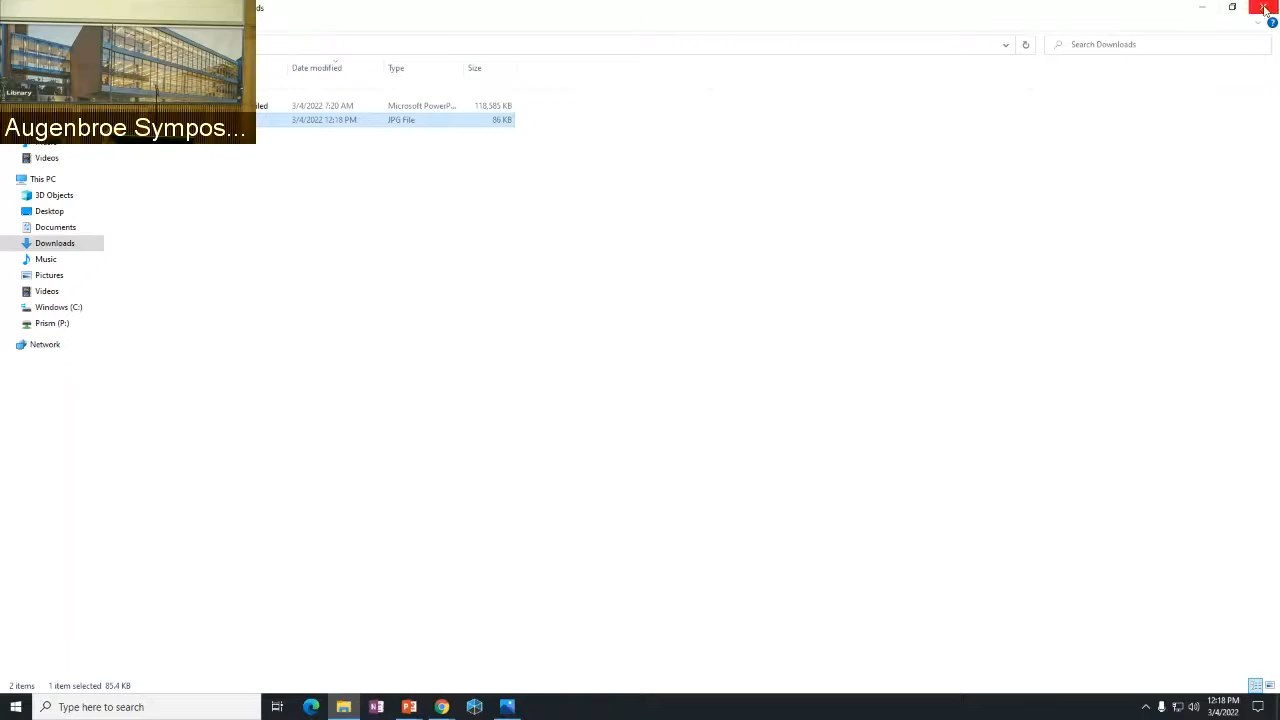 ds
Search Downloads
Library
Date modified
Type
Size
led
3/4/2022 7:20 AM
Microsoft PowerP...
118,585 KB
Augenbroe Sympos...
3/4/2022 12:18 PM
JPG File
86 KB
Videos
This PC
3D Objects
Desktop
Documents
Downloads
Music
Pictures
Videos
Windows (C:)
Prism (P:)
Network
2 items
1 item selected 85.4 KB
Type here to search
12:18 PM
3/4/2022